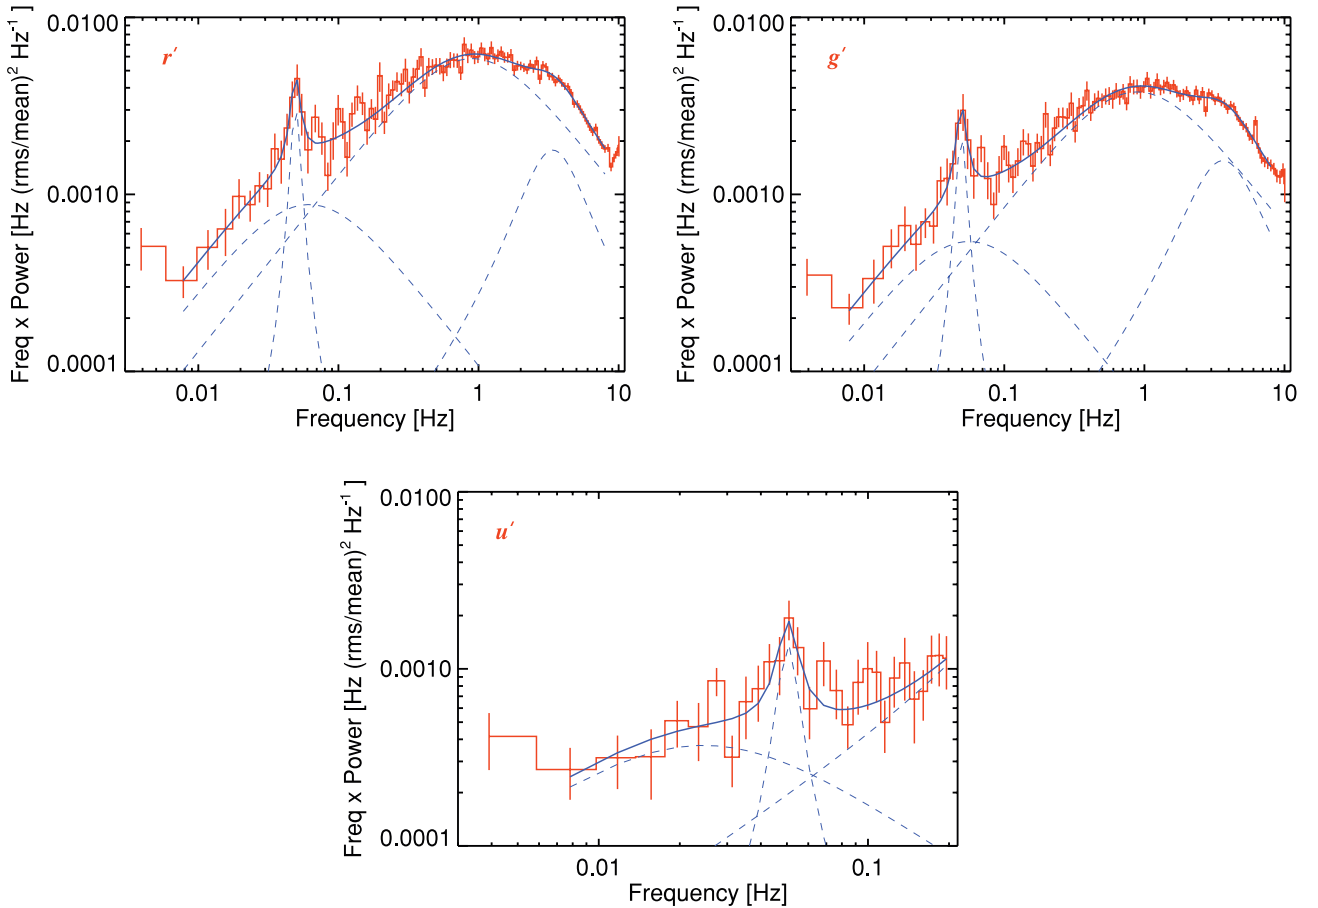 0.0100
0.0010
0.0001
Freq x Power [Hz (rms/mean)² Hz⁻¹ ]
r′
0.01
0.1
1
10
Frequency [Hz]
0.0100
0.0010
0.0001
Freq x Power [Hz (rms/mean)² Hz⁻¹ ]
g′
0.01
0.1
1
10
Frequency [Hz]
0.0100
0.0010
0.0001
Freq x Power [Hz (rms/mean)² Hz⁻¹ ]
u′
0.01
0.1
Frequency [Hz]